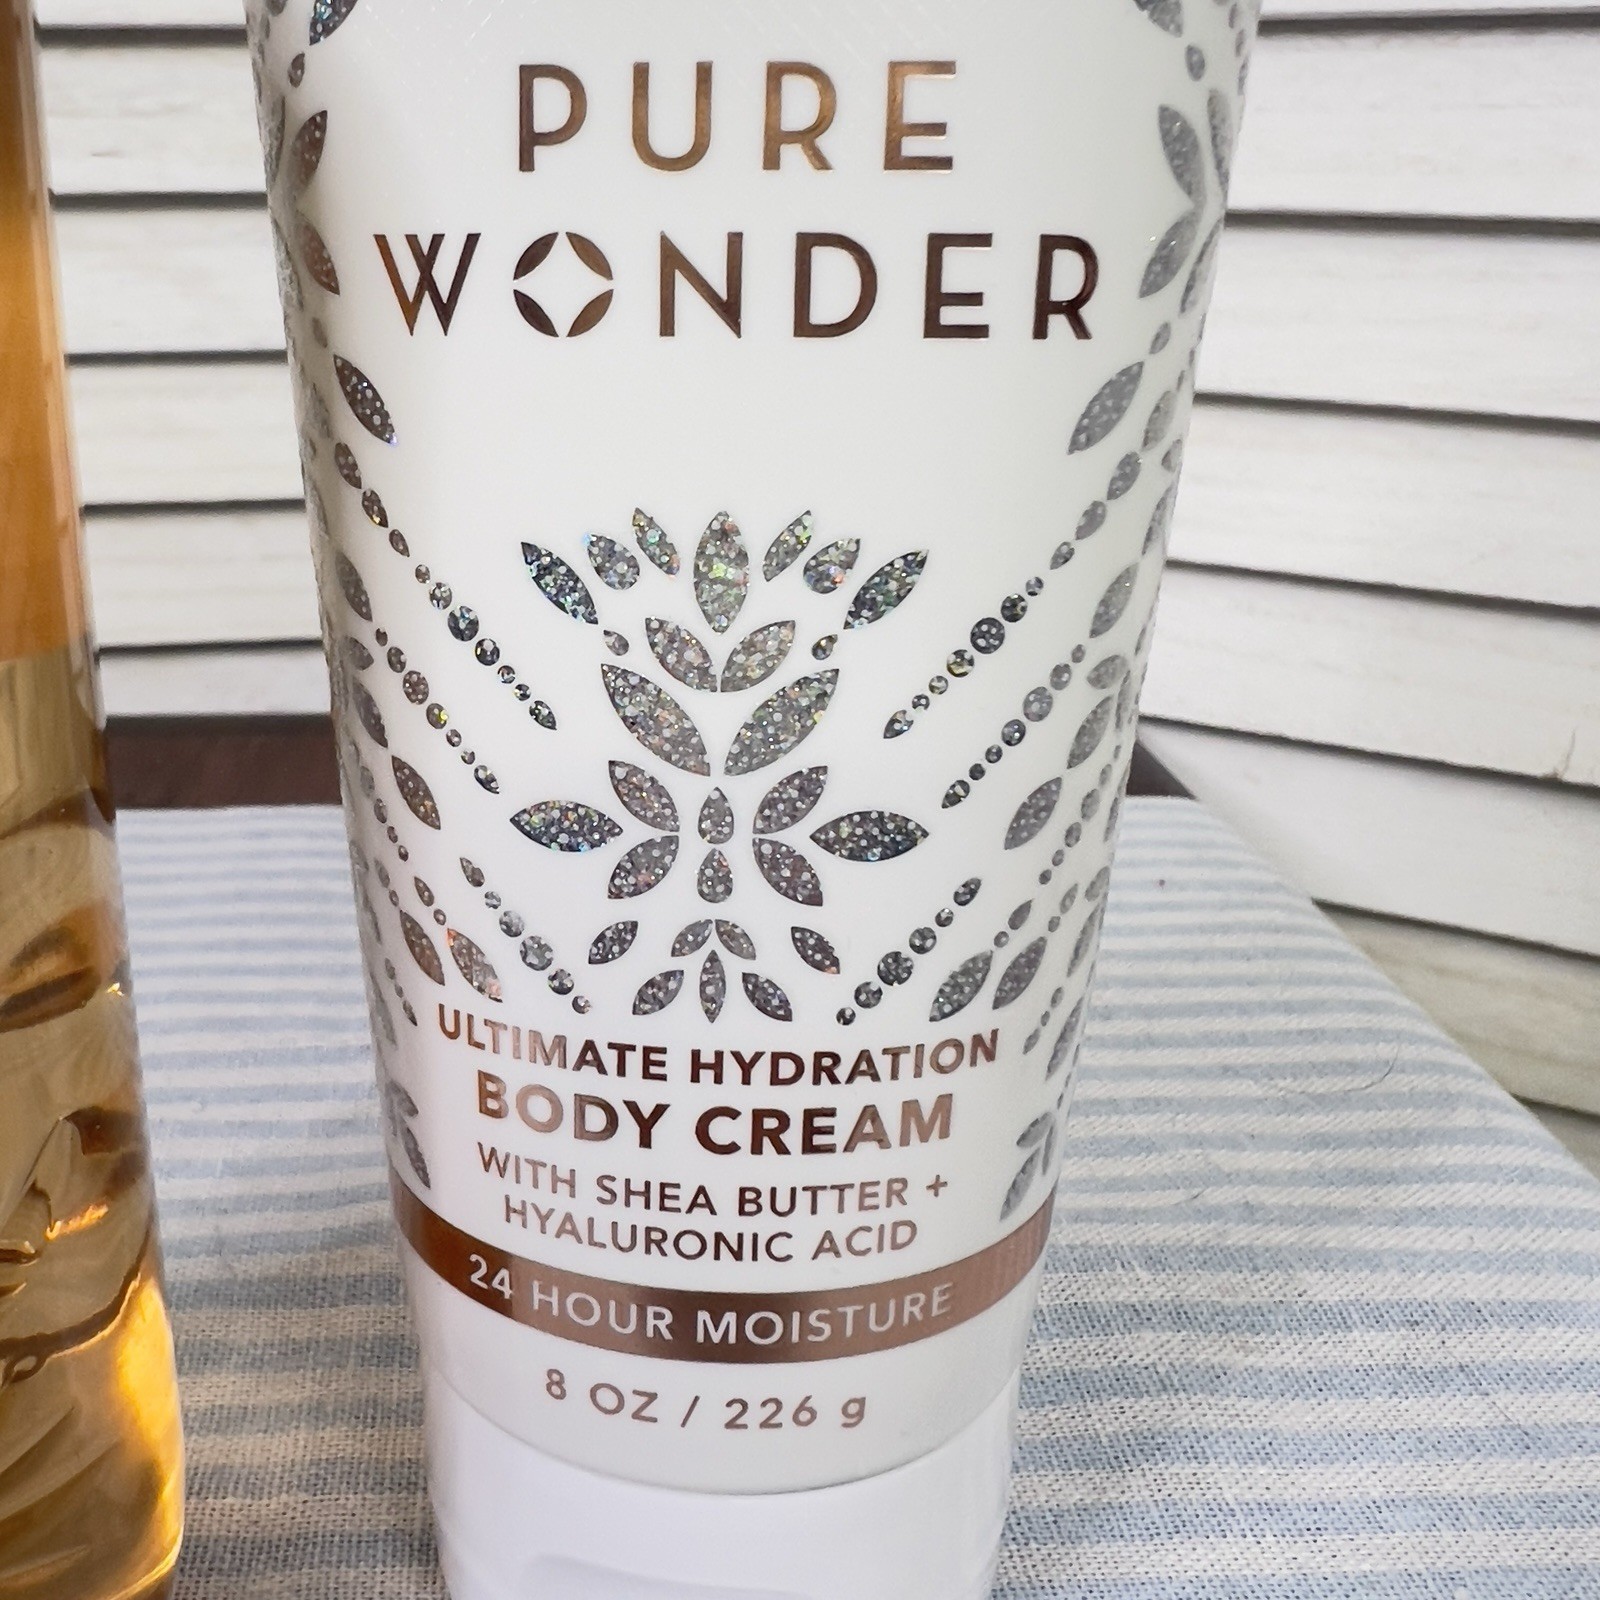 PURE
WONDER
ULTIMATE HYDRATION
BODY CREAM
WITH SHEA BUTTER +
HYALURONIC ACID
24 HOUR MOISTURE
8 OZ / 226 g